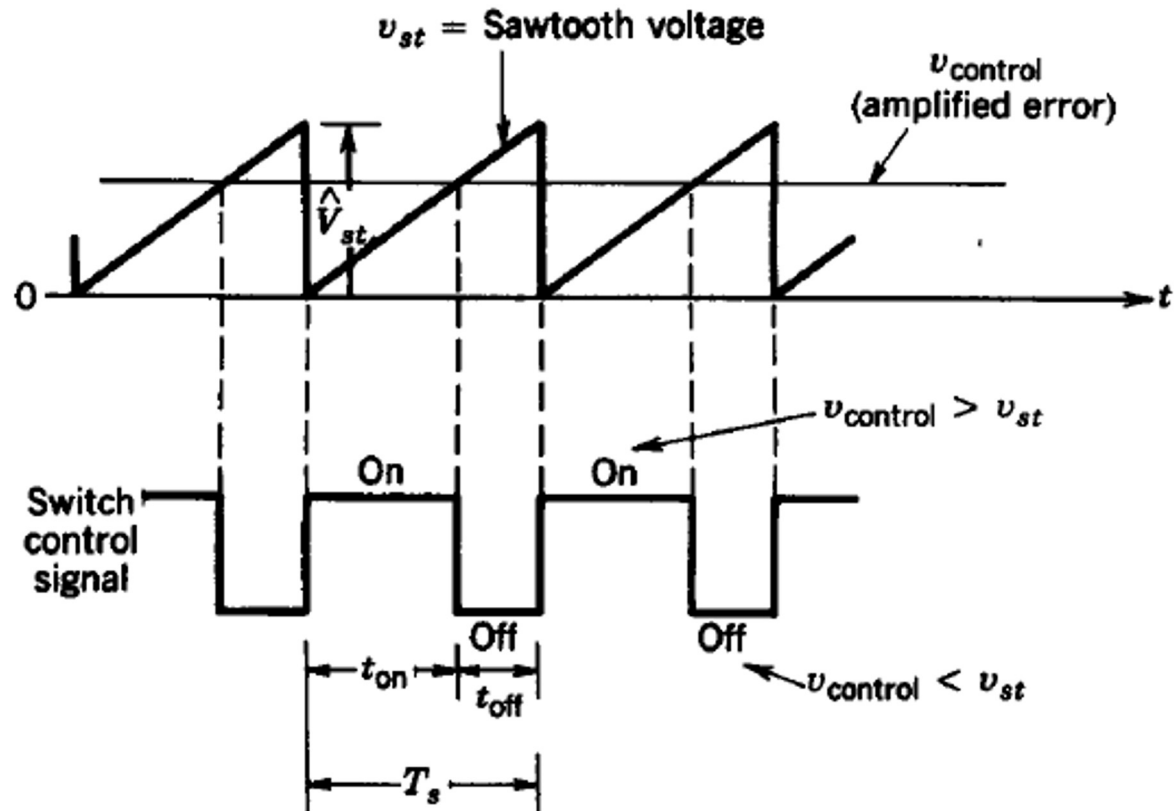 v_st = Sawtooth voltage
v_control
(amplified error)
V̂_st
0
t
v_control > v_st
On
On
Switch
control
signal
Off
Off
t_on
t_off
v_control < v_st
T_s